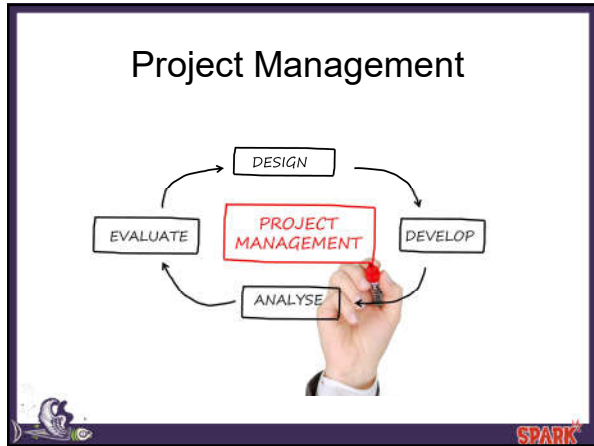 Project Management
DESIGN
EVALUATE
PROJECT
MANAGEMENT
DEVELOP
ANALYSE
SPARK